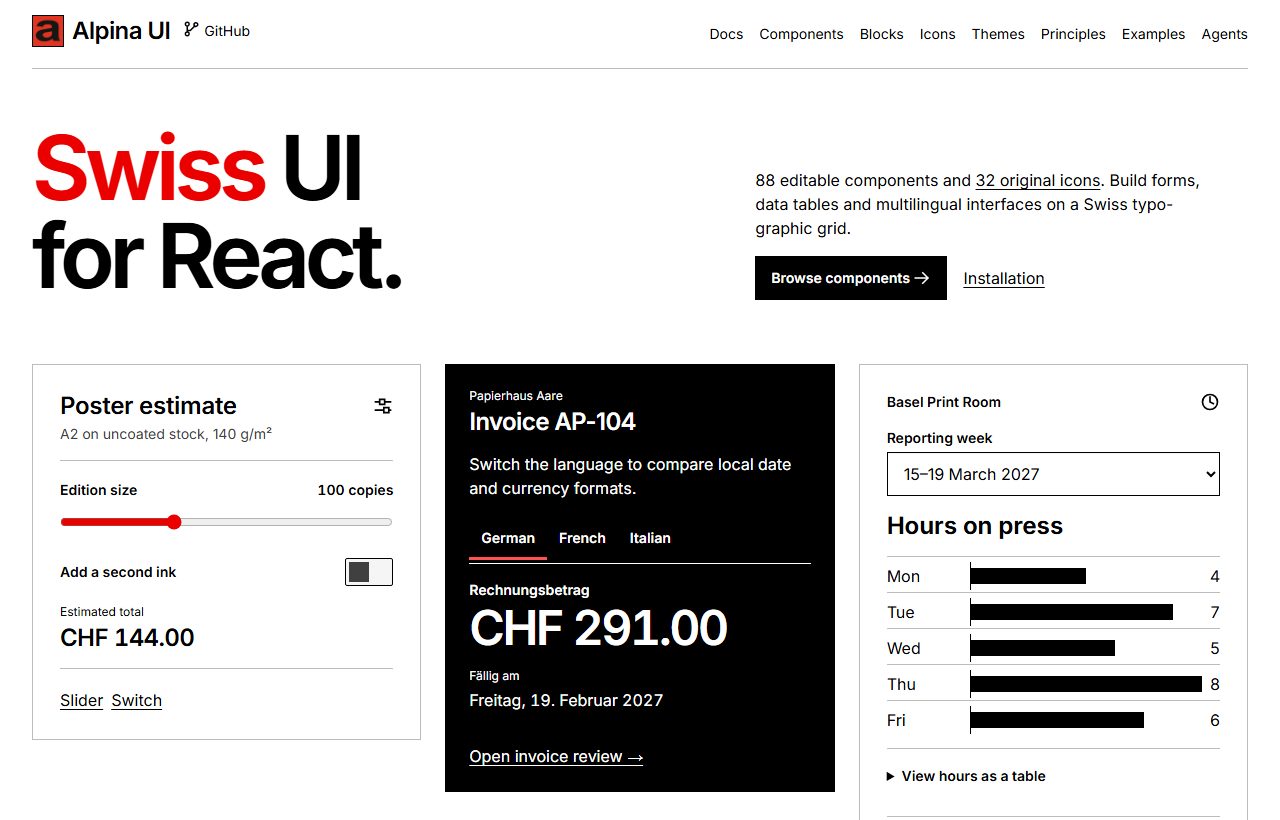 a Alpina UI GitHub
Docs Components Blocks Icons Themes Principles Examples Agents
Swiss UI
for React.
88 editable components and 32 original icons. Build forms,
data tables and multilingual interfaces on a Swiss typo-
graphic grid.
Browse components → Installation
Poster estimate
A2 on uncoated stock, 140 g/m²
Edition size 100 copies
Add a second ink
Estimated total
CHF 144.00
Slider Switch
Papierhaus Aare
Invoice AP-104
Switch the language to compare local date
and currency formats.
German French Italian
Rechnungsbetrag
CHF 291.00
Fällig am
Freitag, 19. Februar 2027
Open invoice review →
Basel Print Room
Reporting week
15–19 March 2027
Hours on press
Mon 4
Tue 7
Wed 5
Thu 8
Fri 6
View hours as a table